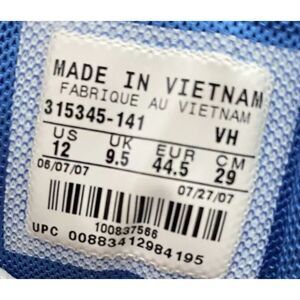 MADE IN VIETNAM
FABRIQUE AU VIETNAM
315345-141 VH
US UK EUR CM
12 9.5 44.5 29
06/07/07 07/27/07
100837566
UPC 00883412984195